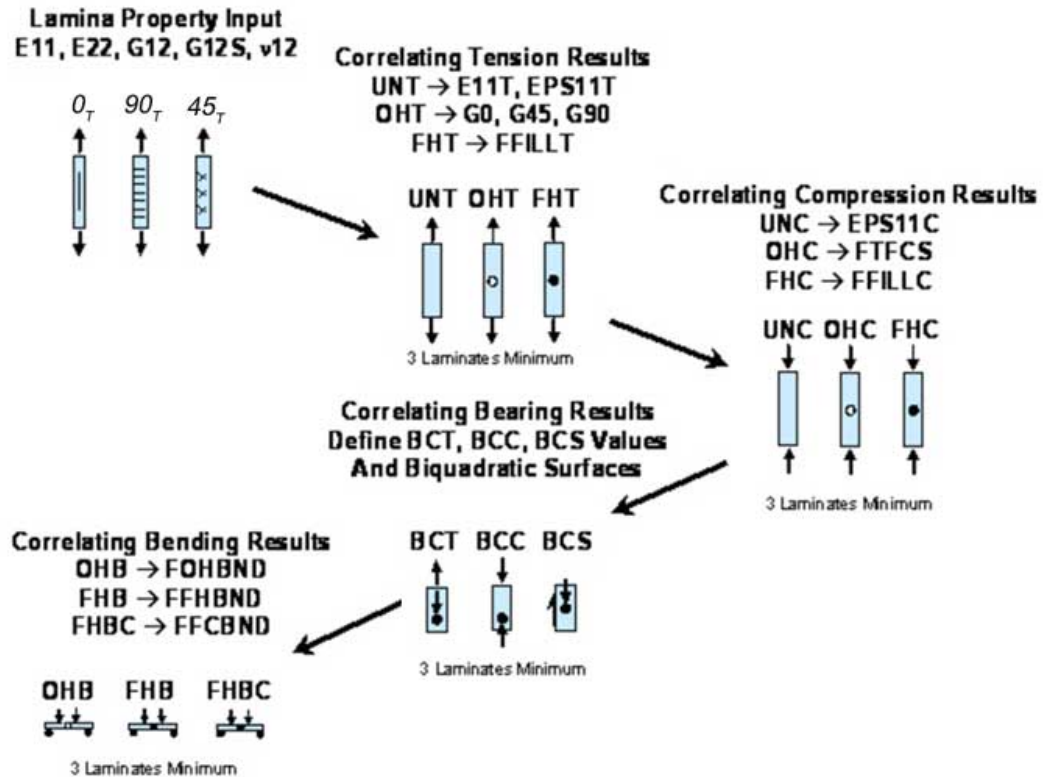 Lamina Property Input
E11, E22, G12, G12S, ν12
0T 90T 45T
Correlating Tension Results
UNT → E11T, EPS11T
OHT → G0, G45, G90
FHT → FFILLT
UNT OHT FHT
3 Laminates Minimum
Correlating Compression Results
UNC → EPS11C
OHC → FTFCS
FHC → FFILLC
UNC OHC FHC
3 Laminates Minimum
Correlating Bearing Results
Define BCT, BCC, BCS Values
And Biquadratic Surfaces
BCT BCC BCS
3 Laminates Minimum
Correlating Bending Results
OHB → FOHBND
FHB → FFHBND
FHBC → FFCBND
OHB FHB FHBC
3 Laminates Minimum